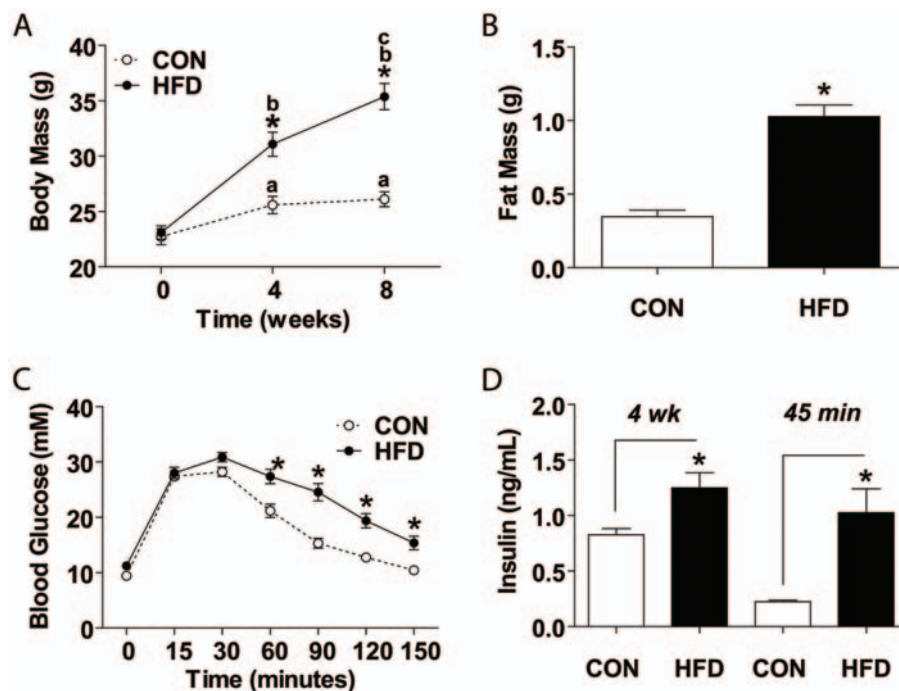 A
40
35
30
25
20
Body Mass (g)
CON
HFD
b
*
c
b
*
a
a
0 4 8
Time (weeks)
B
1.5
1.0
0.5
0.0
Fat Mass (g)
*
CON HFD
C
40
30
20
10
0
Blood Glucose (mM)
CON
HFD
* * * *
0 15 30 60 90 120 150
Time (minutes)
D
2.0
1.5
1.0
0.5
0.0
Insulin (ng/mL)
4 wk 45 min
* *
CON HFD CON HFD